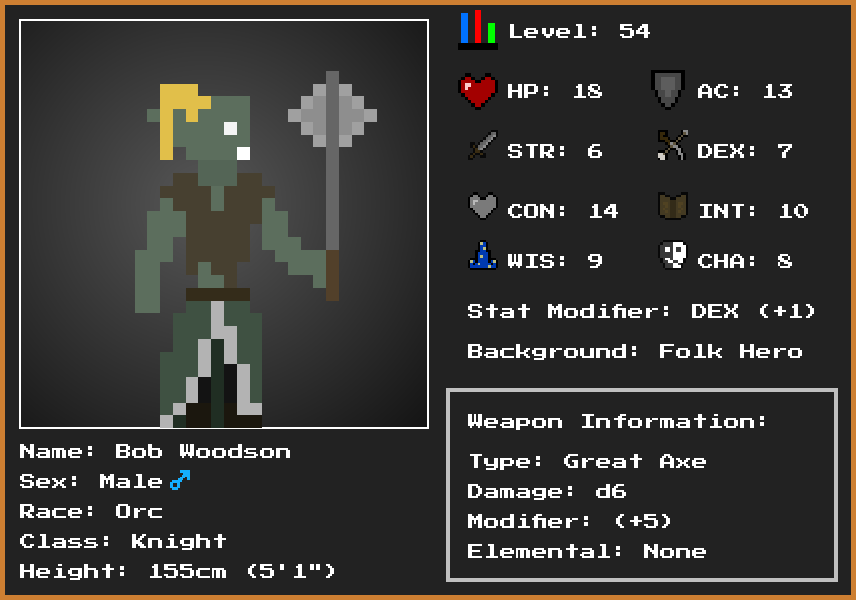 Level: 54
HP: 18 AC: 13
STR: 6 DEX: 7
CON: 14 INT: 10
WIS: 9 CHA: 8
Stat Modifier: DEX (+1)
Background: Folk Hero
Weapon Information:
Type: Great Axe
Damage: d6
Modifier: (+5)
Elemental: None
Name: Bob Woodson
Sex: Male♂
Race: Orc
Class: Knight
Height: 155cm (5'1")